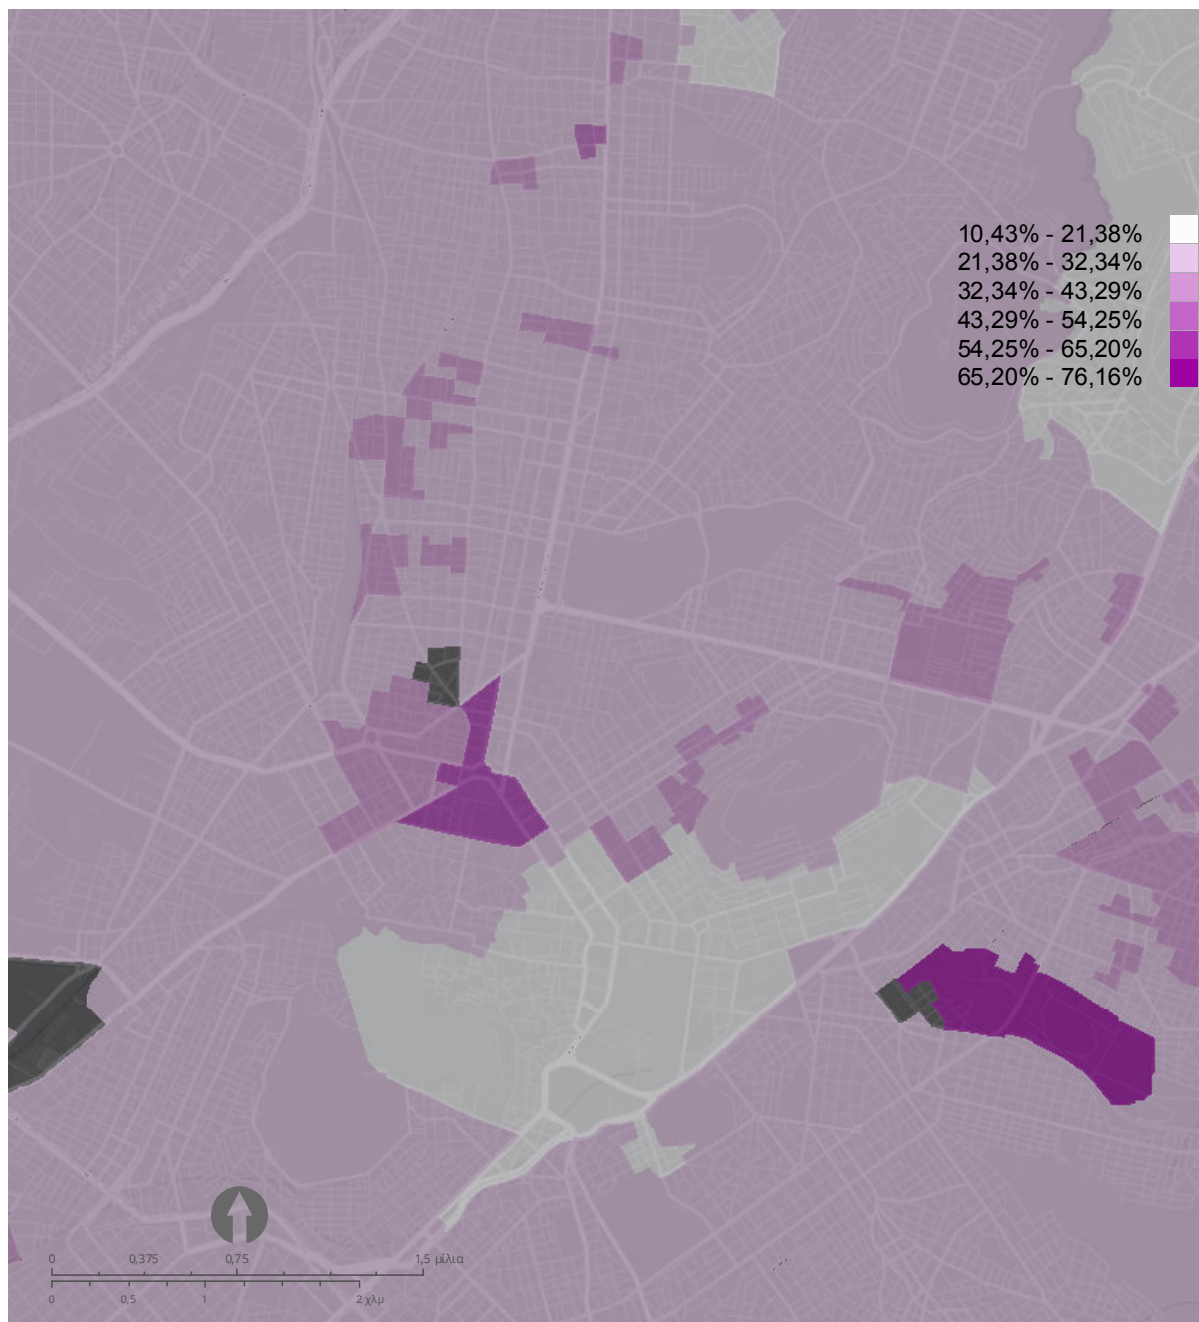 10,43% - 21,38%
21,38% - 32,34%
32,34% - 43,29%
43,29% - 54,25%
54,25% - 65,20%
65,20% - 76,16%
0 0,375 0,75 1,5 μίλια
0 0,5 1 2 χλμ